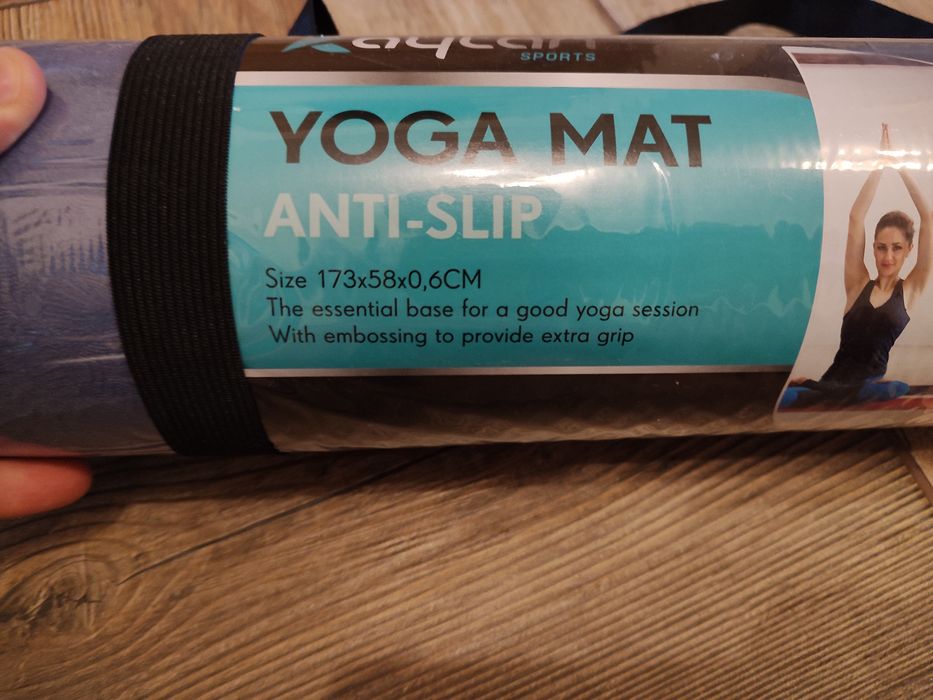 SPORTS
YOGA MAT
ANTI-SLIP
Size 173x58x0,6CM
The essential base for a good yoga session
With embossing to provide extra grip